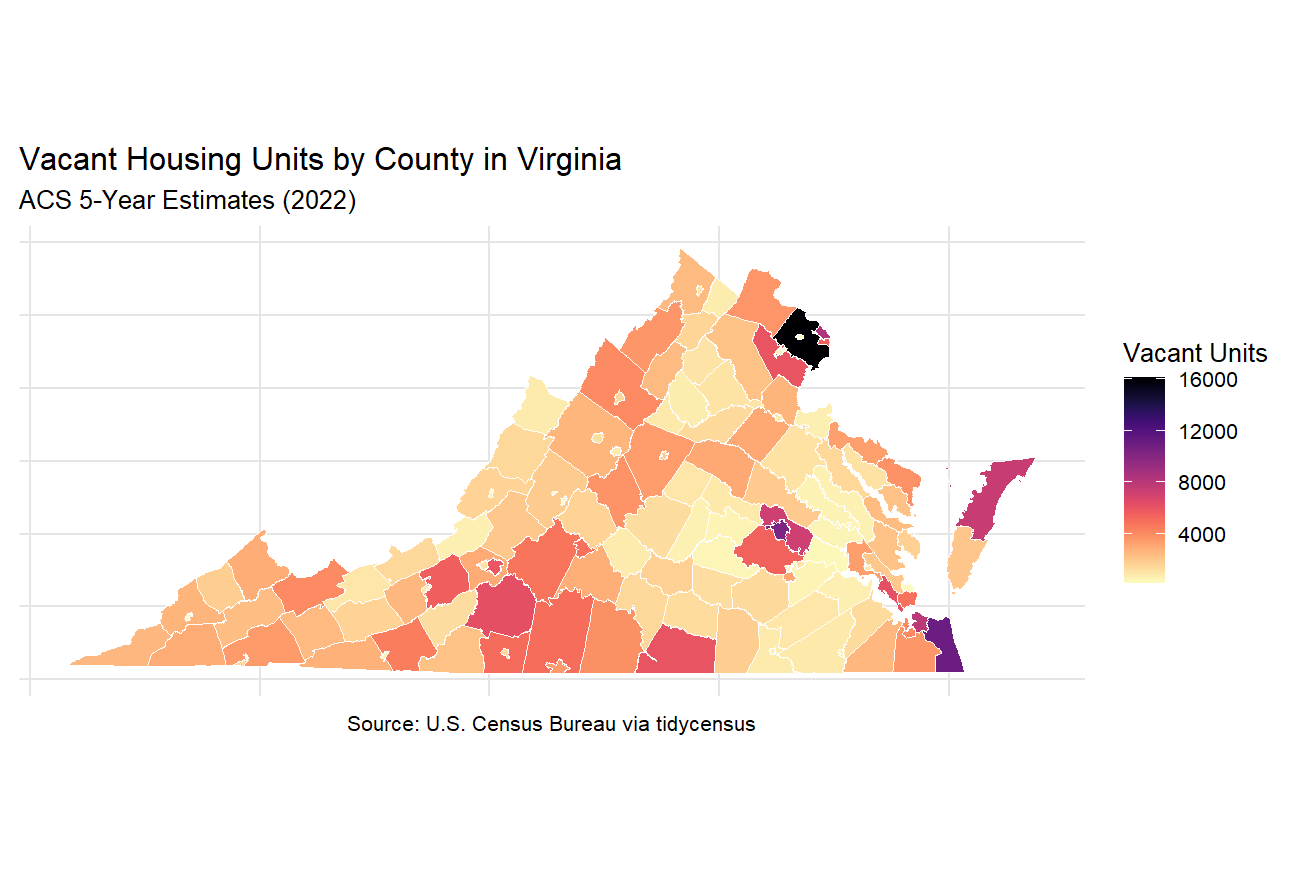 Vacant Housing Units by County in Virginia
ACS 5-Year Estimates (2022)
Vacant Units
16000
12000
8000
4000
Source: U.S. Census Bureau via tidycensus